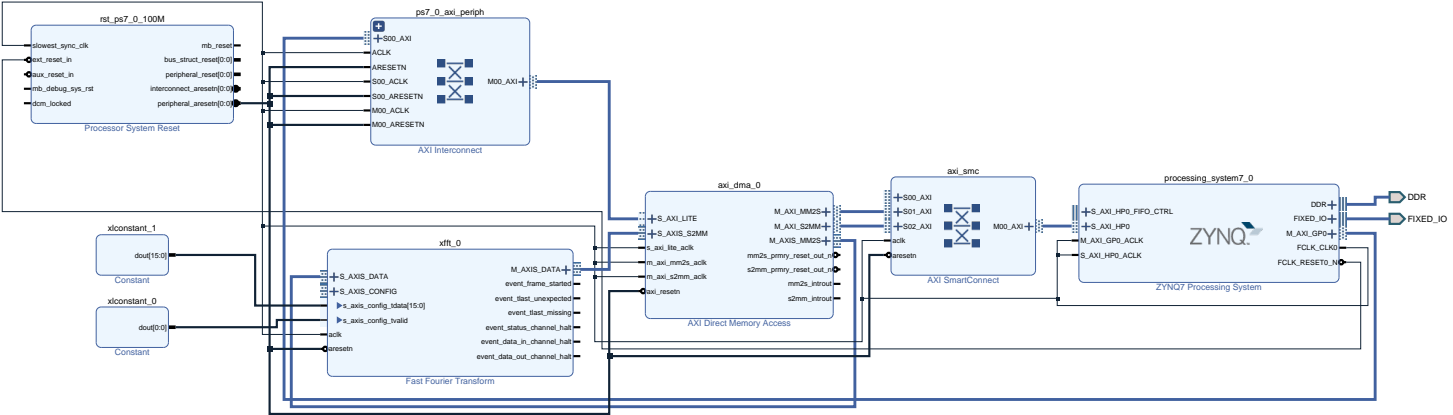 rst_ps7_0_100M
slowest_sync_clk
ext_reset_in
aux_reset_in
mb_debug_sys_rst
dcm_locked
mb_reset
bus_struct_reset[0:0]
peripheral_reset[0:0]
interconnect_aresetn[0:0]
peripheral_aresetn[0:0]
Processor System Reset
ps7_0_axi_periph
S00_AXI
ACLK
ARESETN
S00_ACLK
S00_ARESETN
M00_ACLK
M00_ARESETN
M00_AXI
AXI Interconnect
xlconstant_1
dout[15:0]
Constant
xlconstant_0
dout[0:0]
Constant
xfft_0
S_AXIS_DATA
S_AXIS_CONFIG
s_axis_config_tdata[15:0]
s_axis_config_tvalid
aclk
aresetn
M_AXIS_DATA
event_frame_started
event_tlast_unexpected
event_tlast_missing
event_status_channel_halt
event_data_in_channel_halt
event_data_out_channel_halt
Fast Fourier Transform
axi_dma_0
S_AXI_LITE
S_AXIS_S2MM
s_axi_lite_aclk
m_axi_mm2s_aclk
m_axi_s2mm_aclk
axi_resetn
M_AXI_MM2S
M_AXI_S2MM
M_AXIS_MM2S
mm2s_prmry_reset_out_n
s2mm_prmry_reset_out_n
mm2s_introut
s2mm_introut
AXI Direct Memory Access
axi_smc
S00_AXI
S01_AXI
S02_AXI
aclk
aresetn
M00_AXI
AXI SmartConnect
processing_system7_0
S_AXI_HP0_FIFO_CTRL
S_AXI_HP0
M_AXI_GP0_ACLK
S_AXI_HP0_ACLK
ZYNQ
DDR
FIXED_IO
M_AXI_GP0
FCLK_CLK0
FCLK_RESET0_N
ZYNQ7 Processing System
DDR
FIXED_IO